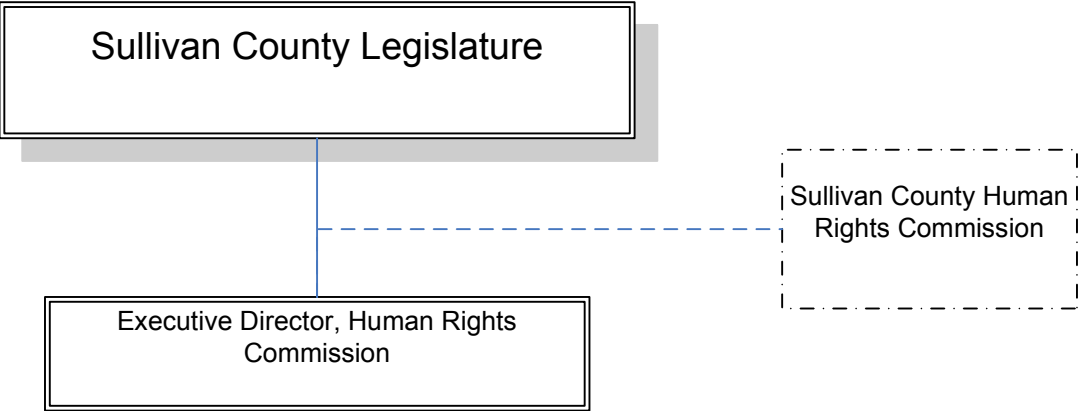 Sullivan County Legislature
Sullivan County Human
Rights Commission
Executive Director, Human Rights
Commission